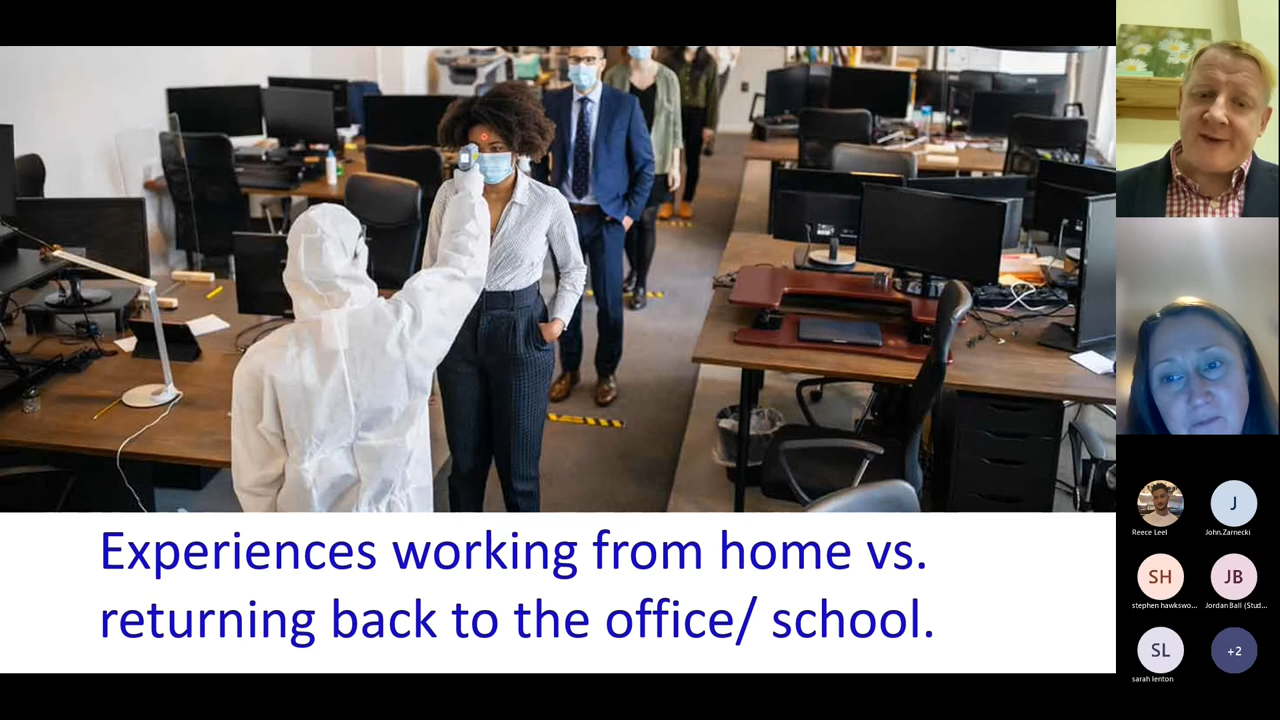 Experiences working from home vs.
returning back to the office/ school.
Reece Leel
J
John.Zarnecki
SH
stephen hawkswo...
JB
Jordan Ball (Stud...
SL
sarah lenton
+2